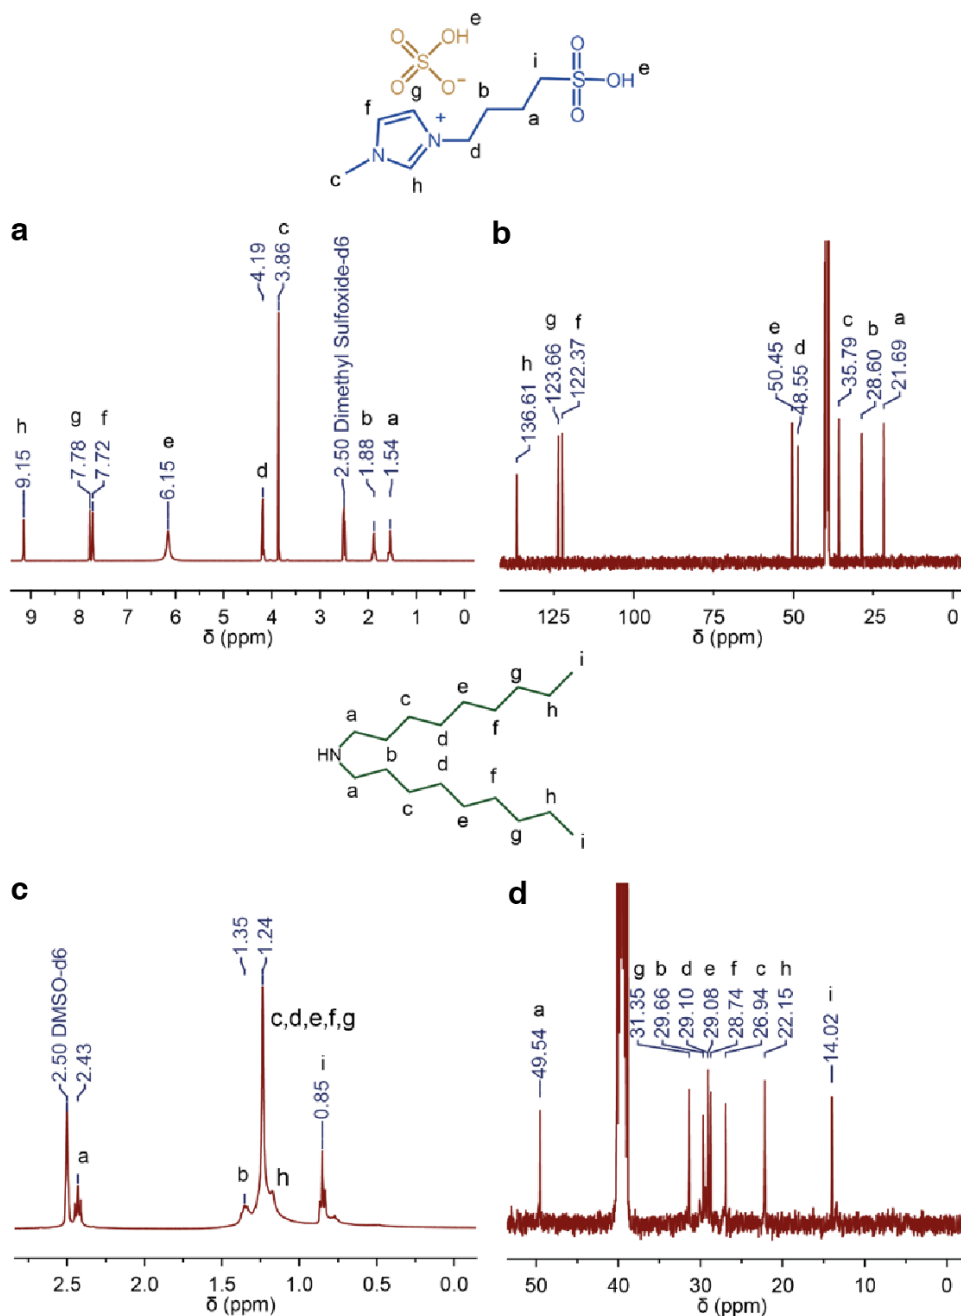 e
O OH
S
O O−
i O
S OH e
O
b
a
g
f
+
N
N
d
c
h
a
h
9.15
g
7.78
f
7.72
e
6.15
d
4.19
c
3.86
2.50 Dimethyl Sulfoxide-d6
b
1.88
a
1.54
9 8 7 6 5 4 3 2 1 0
δ (ppm)
b
h
136.61
g
123.66
f
122.37
e
50.45
d
48.55
c
35.79
b
28.60
a
21.69
125 100 75 50 25 0
δ (ppm)
HN
a
b
c
d
e
f
g
h
i
a
c
d
e
f
g
h
i
c
2.50 DMSO-d6
2.43
a
1.35
b
1.24
c,d,e,f,g
h
i
0.85
2.5 2.0 1.5 1.0 0.5 0.0
δ (ppm)
d
a
49.54
g
31.35
b
29.66
d
29.10
e
29.08
f
28.74
c
26.94
h
22.15
i
14.02
50 40 30 20 10 0
δ (ppm)